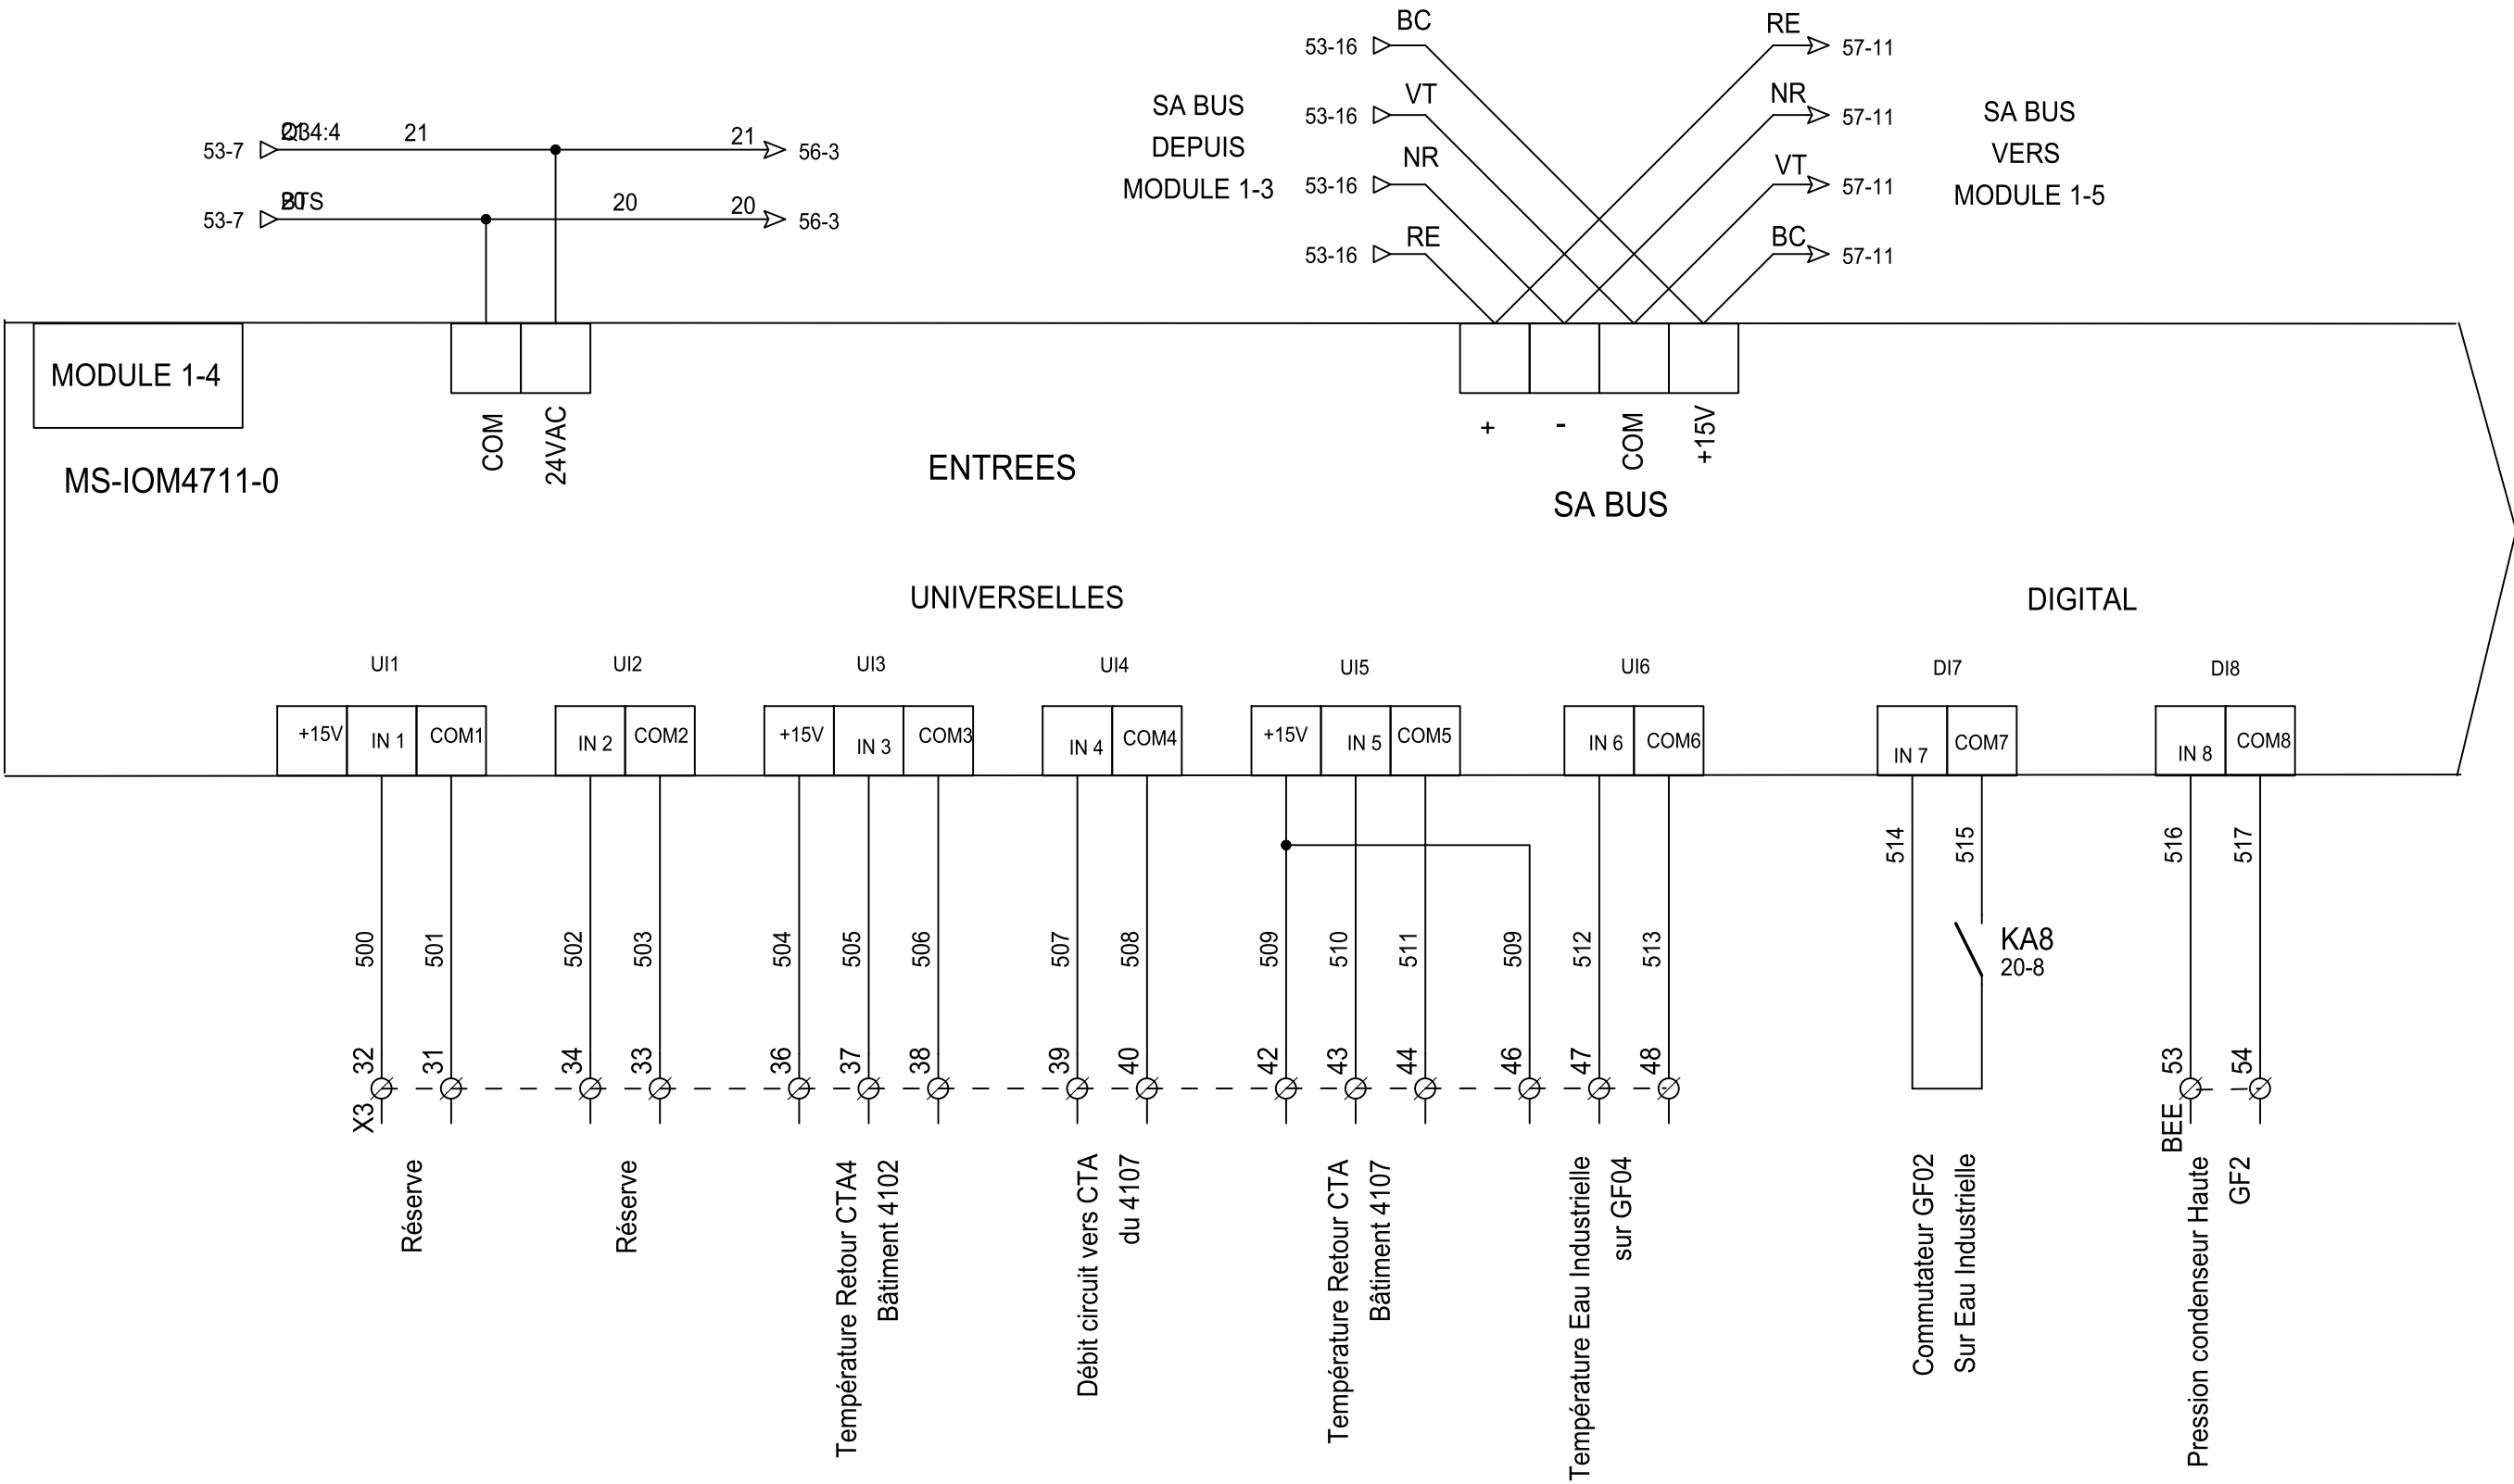 BC
RE
53-16
57-11
SA BUS
DEPUIS
MODULE 1-3
VT
NR
53-16
57-11
SA BUS
VERS
MODULE 1-5
NR
VT
53-16
57-11
RE
BC
53-16
57-11
53-7
Q34:4
21
21
21
56-3
53-7
BTS
20
20
20
56-3
MODULE 1-4
MS-IOM4711-0
COM
24VAC
ENTREES
+
-
COM
+15V
SA BUS
UNIVERSELLES
DIGITAL
UI1
UI2
UI3
UI4
UI5
UI6
DI7
DI8
+15V
IN 1
COM1
IN 2
COM2
+15V
IN 3
COM3
IN 4
COM4
+15V
IN 5
COM5
IN 6
COM6
IN 7
COM7
IN 8
COM8
500
501
502
503
504
505
506
507
508
509
510
511
509
512
513
514
515
516
517
KA8
20-8
X3
32
31
34
33
36
37
38
39
40
42
43
44
46
47
48
BEE
53
54
Réserve
Réserve
Température Retour CTA4
Bâtiment 4102
Débit circuit vers CTA
du 4107
Température Retour CTA
Bâtiment 4107
Température Eau Industrielle
sur GF04
Commutateur GF02
Sur Eau Industrielle
Pression condenseur Haute
GF2